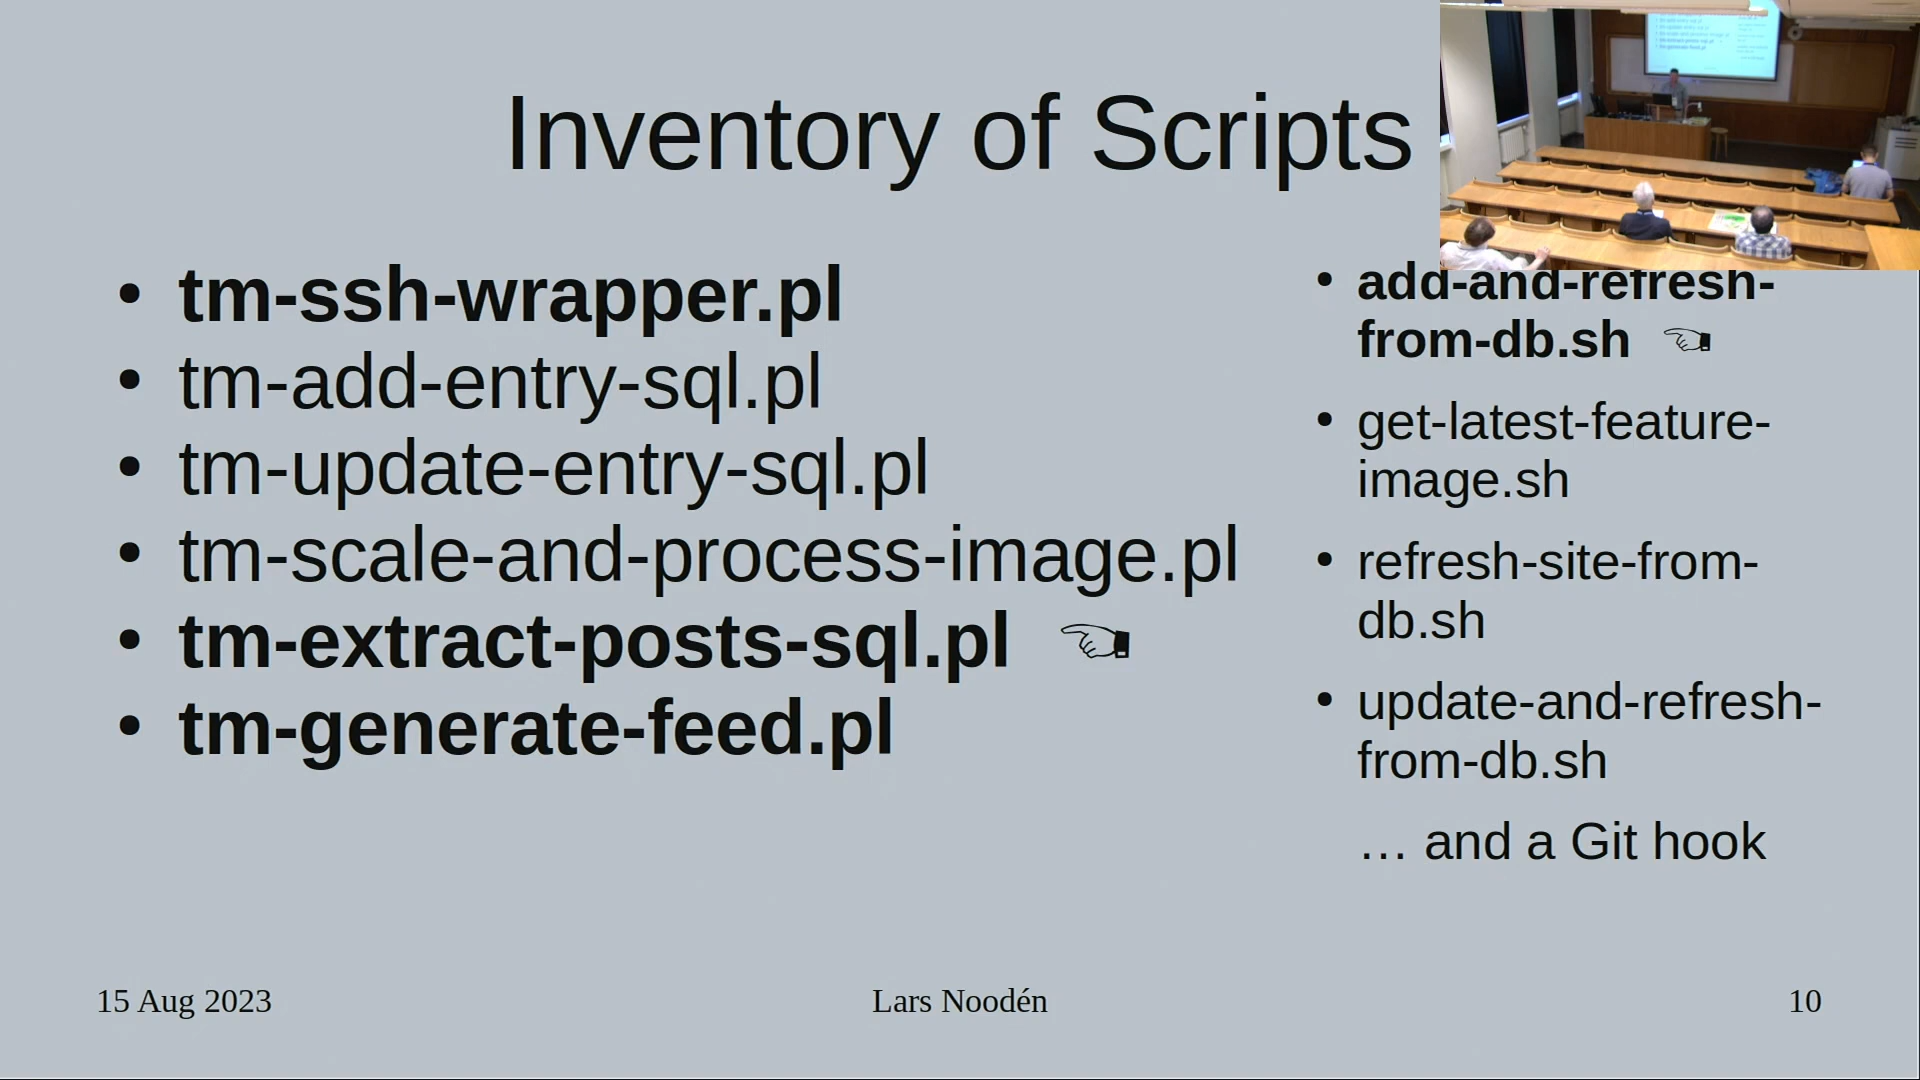 Inventory of Scripts
• tm-ssh-wrapper.pl
• tm-add-entry-sql.pl
• tm-update-entry-sql.pl
• tm-scale-and-process-image.pl
• tm-extract-posts-sql.pl ☜
• tm-generate-feed.pl
• add-and-refresh-
from-db.sh ☜
• get-latest-feature-
image.sh
• refresh-site-from-
db.sh
• update-and-refresh-
from-db.sh
… and a Git hook
15 Aug 2023
Lars Noodén
10